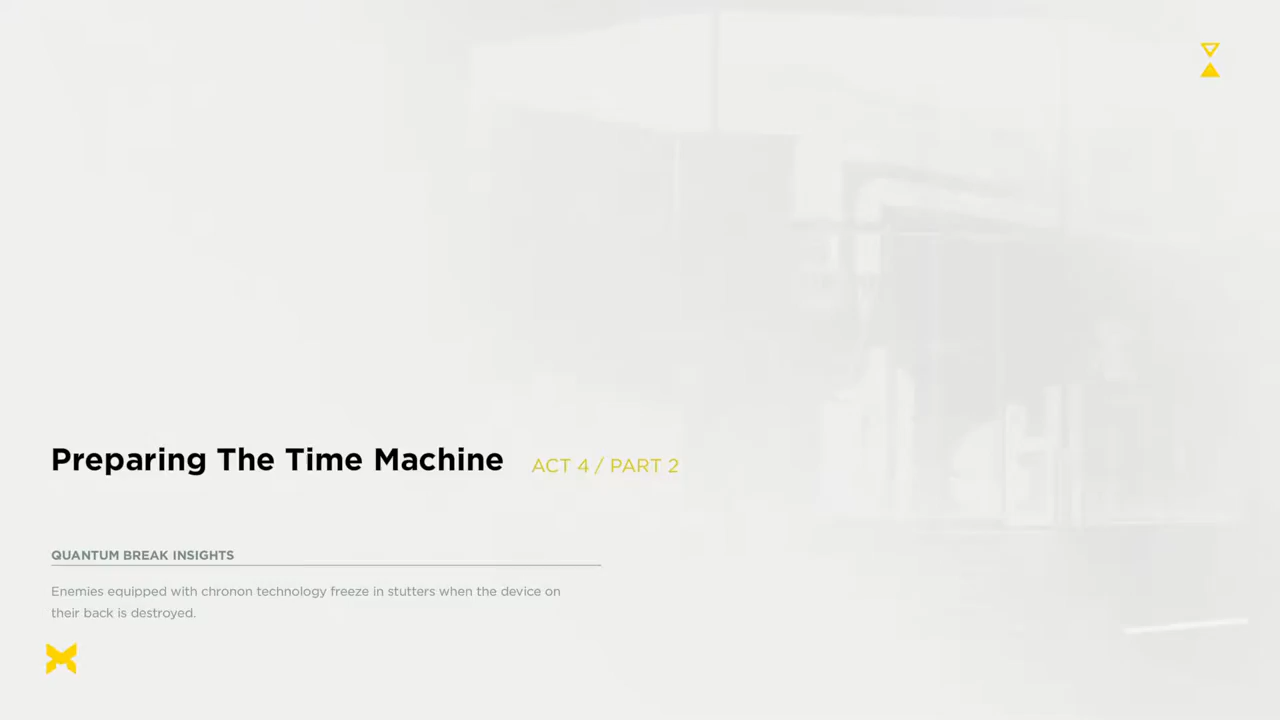 Preparing The Time Machine ACT 4 / PART 2
QUANTUM BREAK INSIGHTS
Enemies equipped with chronon technology freeze in stutters when the device on
their back is destroyed.